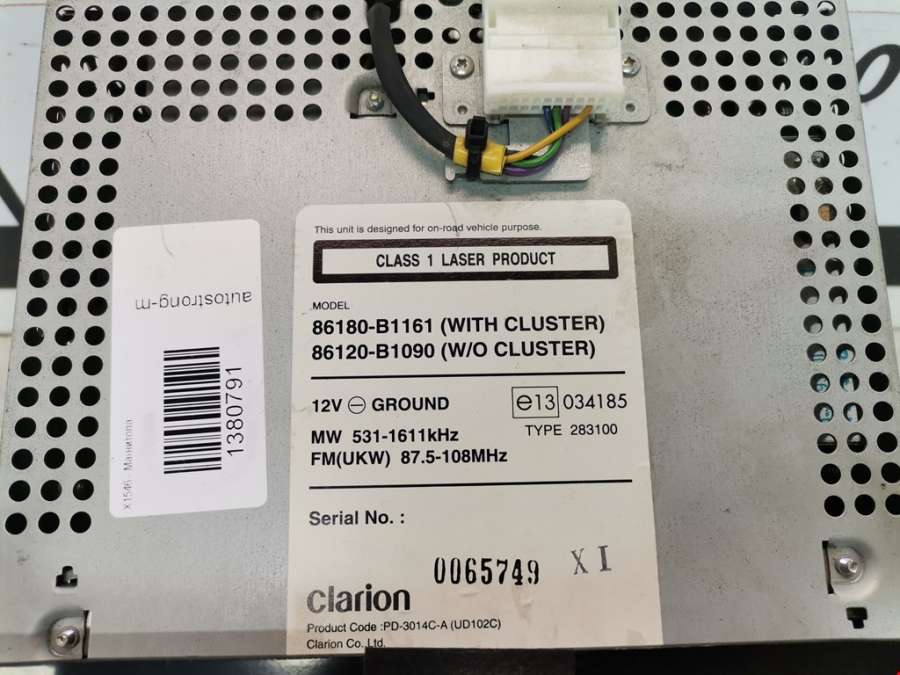 This unit is designed for on-road vehicle purpose.
CLASS 1 LASER PRODUCT
MODEL
86180-B1161 (WITH CLUSTER)
86120-B1090 (W/O CLUSTER)
12V ⊖ GROUND
e13 034185
TYPE 283100
MW 531-1611kHz
FM(UKW) 87.5-108MHz
Serial No. :
0065749 XI
clarion
Product Code :PD-3014C-A (UD102C)
Clarion Co., Ltd.
autostrong-m
1380791
X1546 - Магнитола